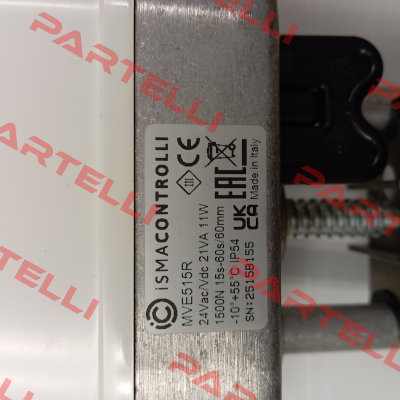 iSMACONTROLLI
MVE515R
24Vac/Vdc 21VA 11W
1500N 15s-60s/60mm
-10°+55°C IP54
SN:2515B155
III
CE
EAC
UK
CA
Made in Italy
PARTELLI
PARTELLI
PARTELLI
PARTELLI
PARTELLI